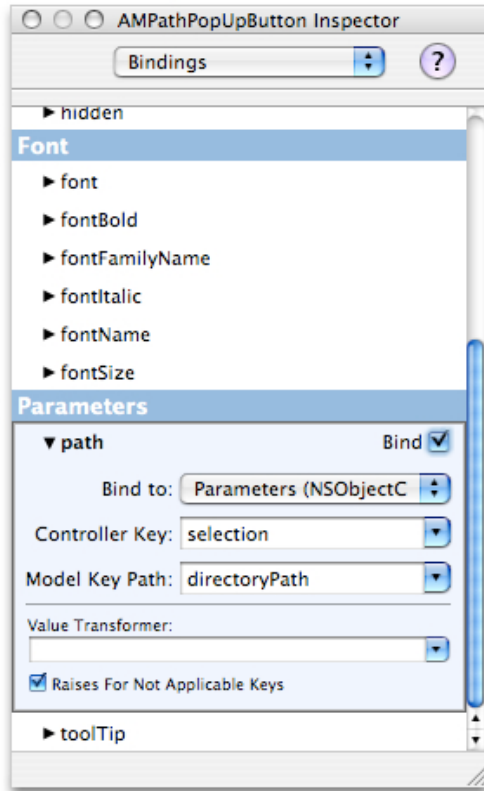 AMPathPopUpButton Inspector
Bindings
?
hidden
Font
font
fontBold
fontFamilyName
fontItalic
fontName
fontSize
Parameters
path Bind
Bind to: Parameters (NSObjectC
Controller Key: selection
Model Key Path: directoryPath
Value Transformer:
Raises For Not Applicable Keys
toolTip